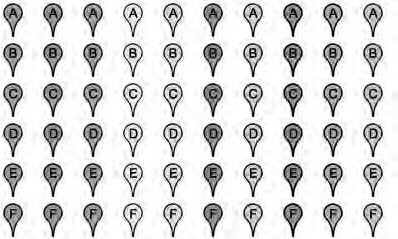 A A A A A A A A A A
B B B B B B B B B B
C C C C C C C C C C
D D D D D D D D D D
E E E E E E E E E E
F F F F F F F F F F